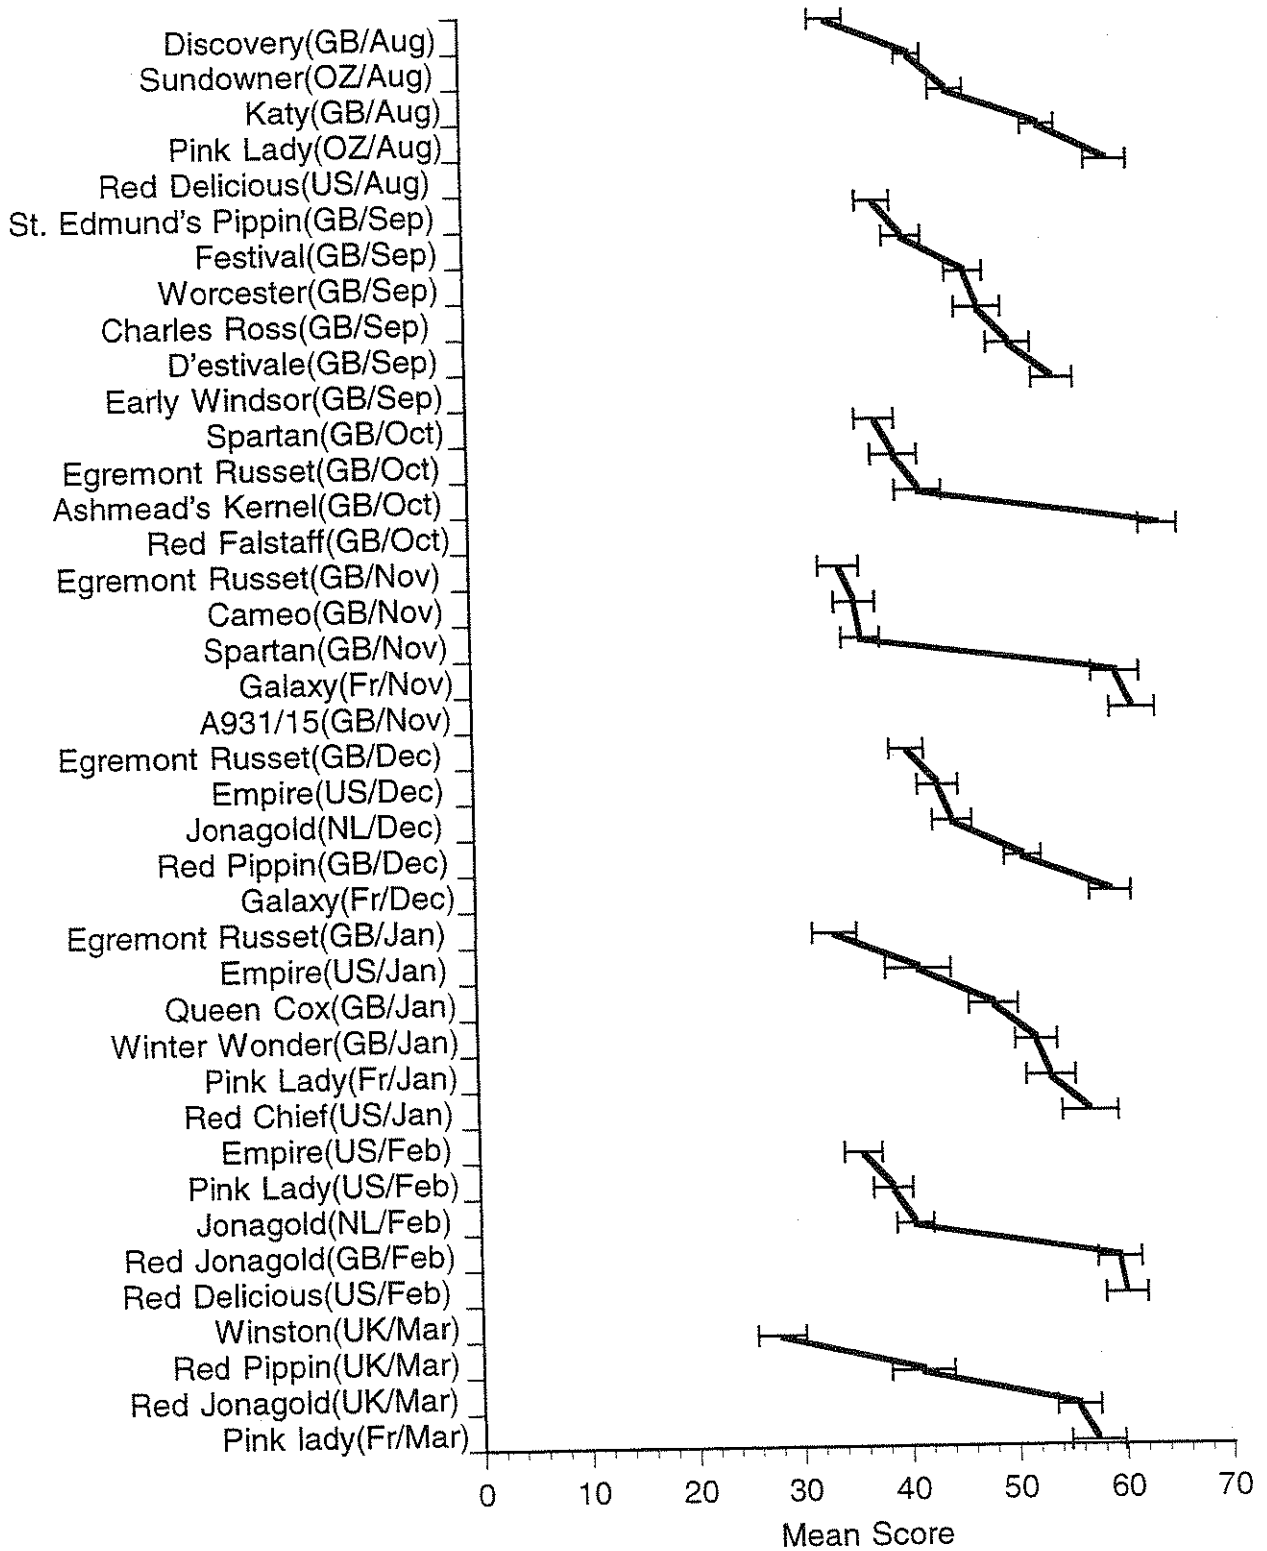 Discovery(GB/Aug)
Sundowner(OZ/Aug)
Katy(GB/Aug)
Pink Lady(OZ/Aug)
Red Delicious(US/Aug)
St. Edmund's Pippin(GB/Sep)
Festival(GB/Sep)
Worcester(GB/Sep)
Charles Ross(GB/Sep)
D'estivale(GB/Sep)
Early Windsor(GB/Sep)
Spartan(GB/Oct)
Egremont Russet(GB/Oct)
Ashmead's Kernel(GB/Oct)
Red Falstaff(GB/Oct)
Egremont Russet(GB/Nov)
Cameo(GB/Nov)
Spartan(GB/Nov)
Galaxy(Fr/Nov)
A931/15(GB/Nov)
Egremont Russet(GB/Dec)
Empire(US/Dec)
Jonagold(NL/Dec)
Red Pippin(GB/Dec)
Galaxy(Fr/Dec)
Egremont Russet(GB/Jan)
Empire(US/Jan)
Queen Cox(GB/Jan)
Winter Wonder(GB/Jan)
Pink Lady(Fr/Jan)
Red Chief(US/Jan)
Empire(US/Feb)
Pink Lady(US/Feb)
Jonagold(NL/Feb)
Red Jonagold(GB/Feb)
Red Delicious(US/Feb)
Winston(UK/Mar)
Red Pippin(UK/Mar)
Red Jonagold(UK/Mar)
Pink lady(Fr/Mar)
0 10 20 30 40 50 60 70
Mean Score